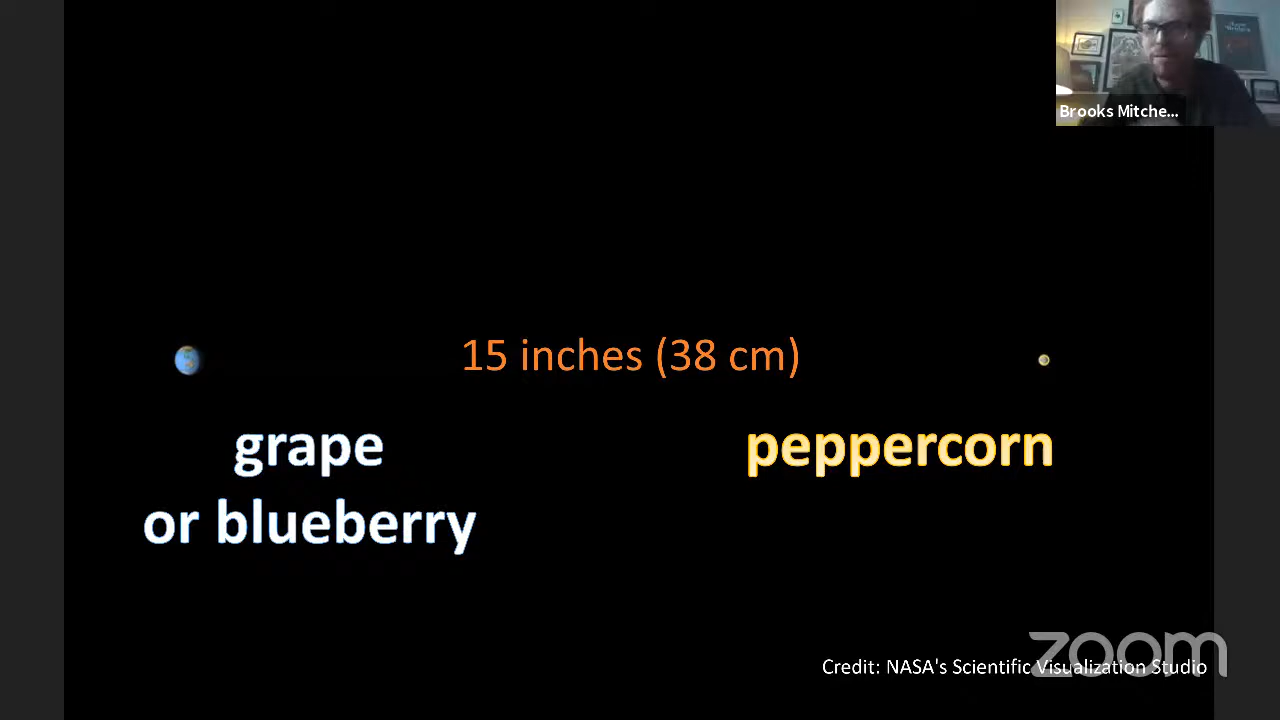 Brooks Mitche...
15 inches (38 cm)
grape
or blueberry
peppercorn
Credit: NASA's Scientific Visualization Studio
zoom